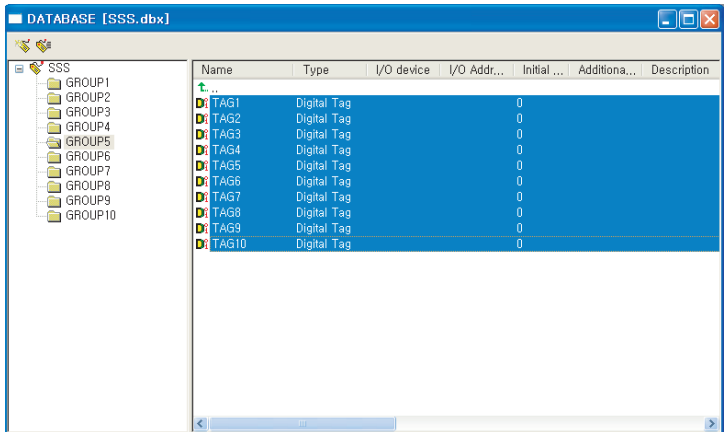 DATABASE [SSS.dbx]
SSS
GROUP1
GROUP2
GROUP3
GROUP4
GROUP5
GROUP6
GROUP7
GROUP8
GROUP9
GROUP10
Name Type I/O device I/O Addr... Initial ... Additiona... Description
..
TAG1 Digital Tag 0
TAG2 Digital Tag 0
TAG3 Digital Tag 0
TAG4 Digital Tag 0
TAG5 Digital Tag 0
TAG6 Digital Tag 0
TAG7 Digital Tag 0
TAG8 Digital Tag 0
TAG9 Digital Tag 0
TAG10 Digital Tag 0